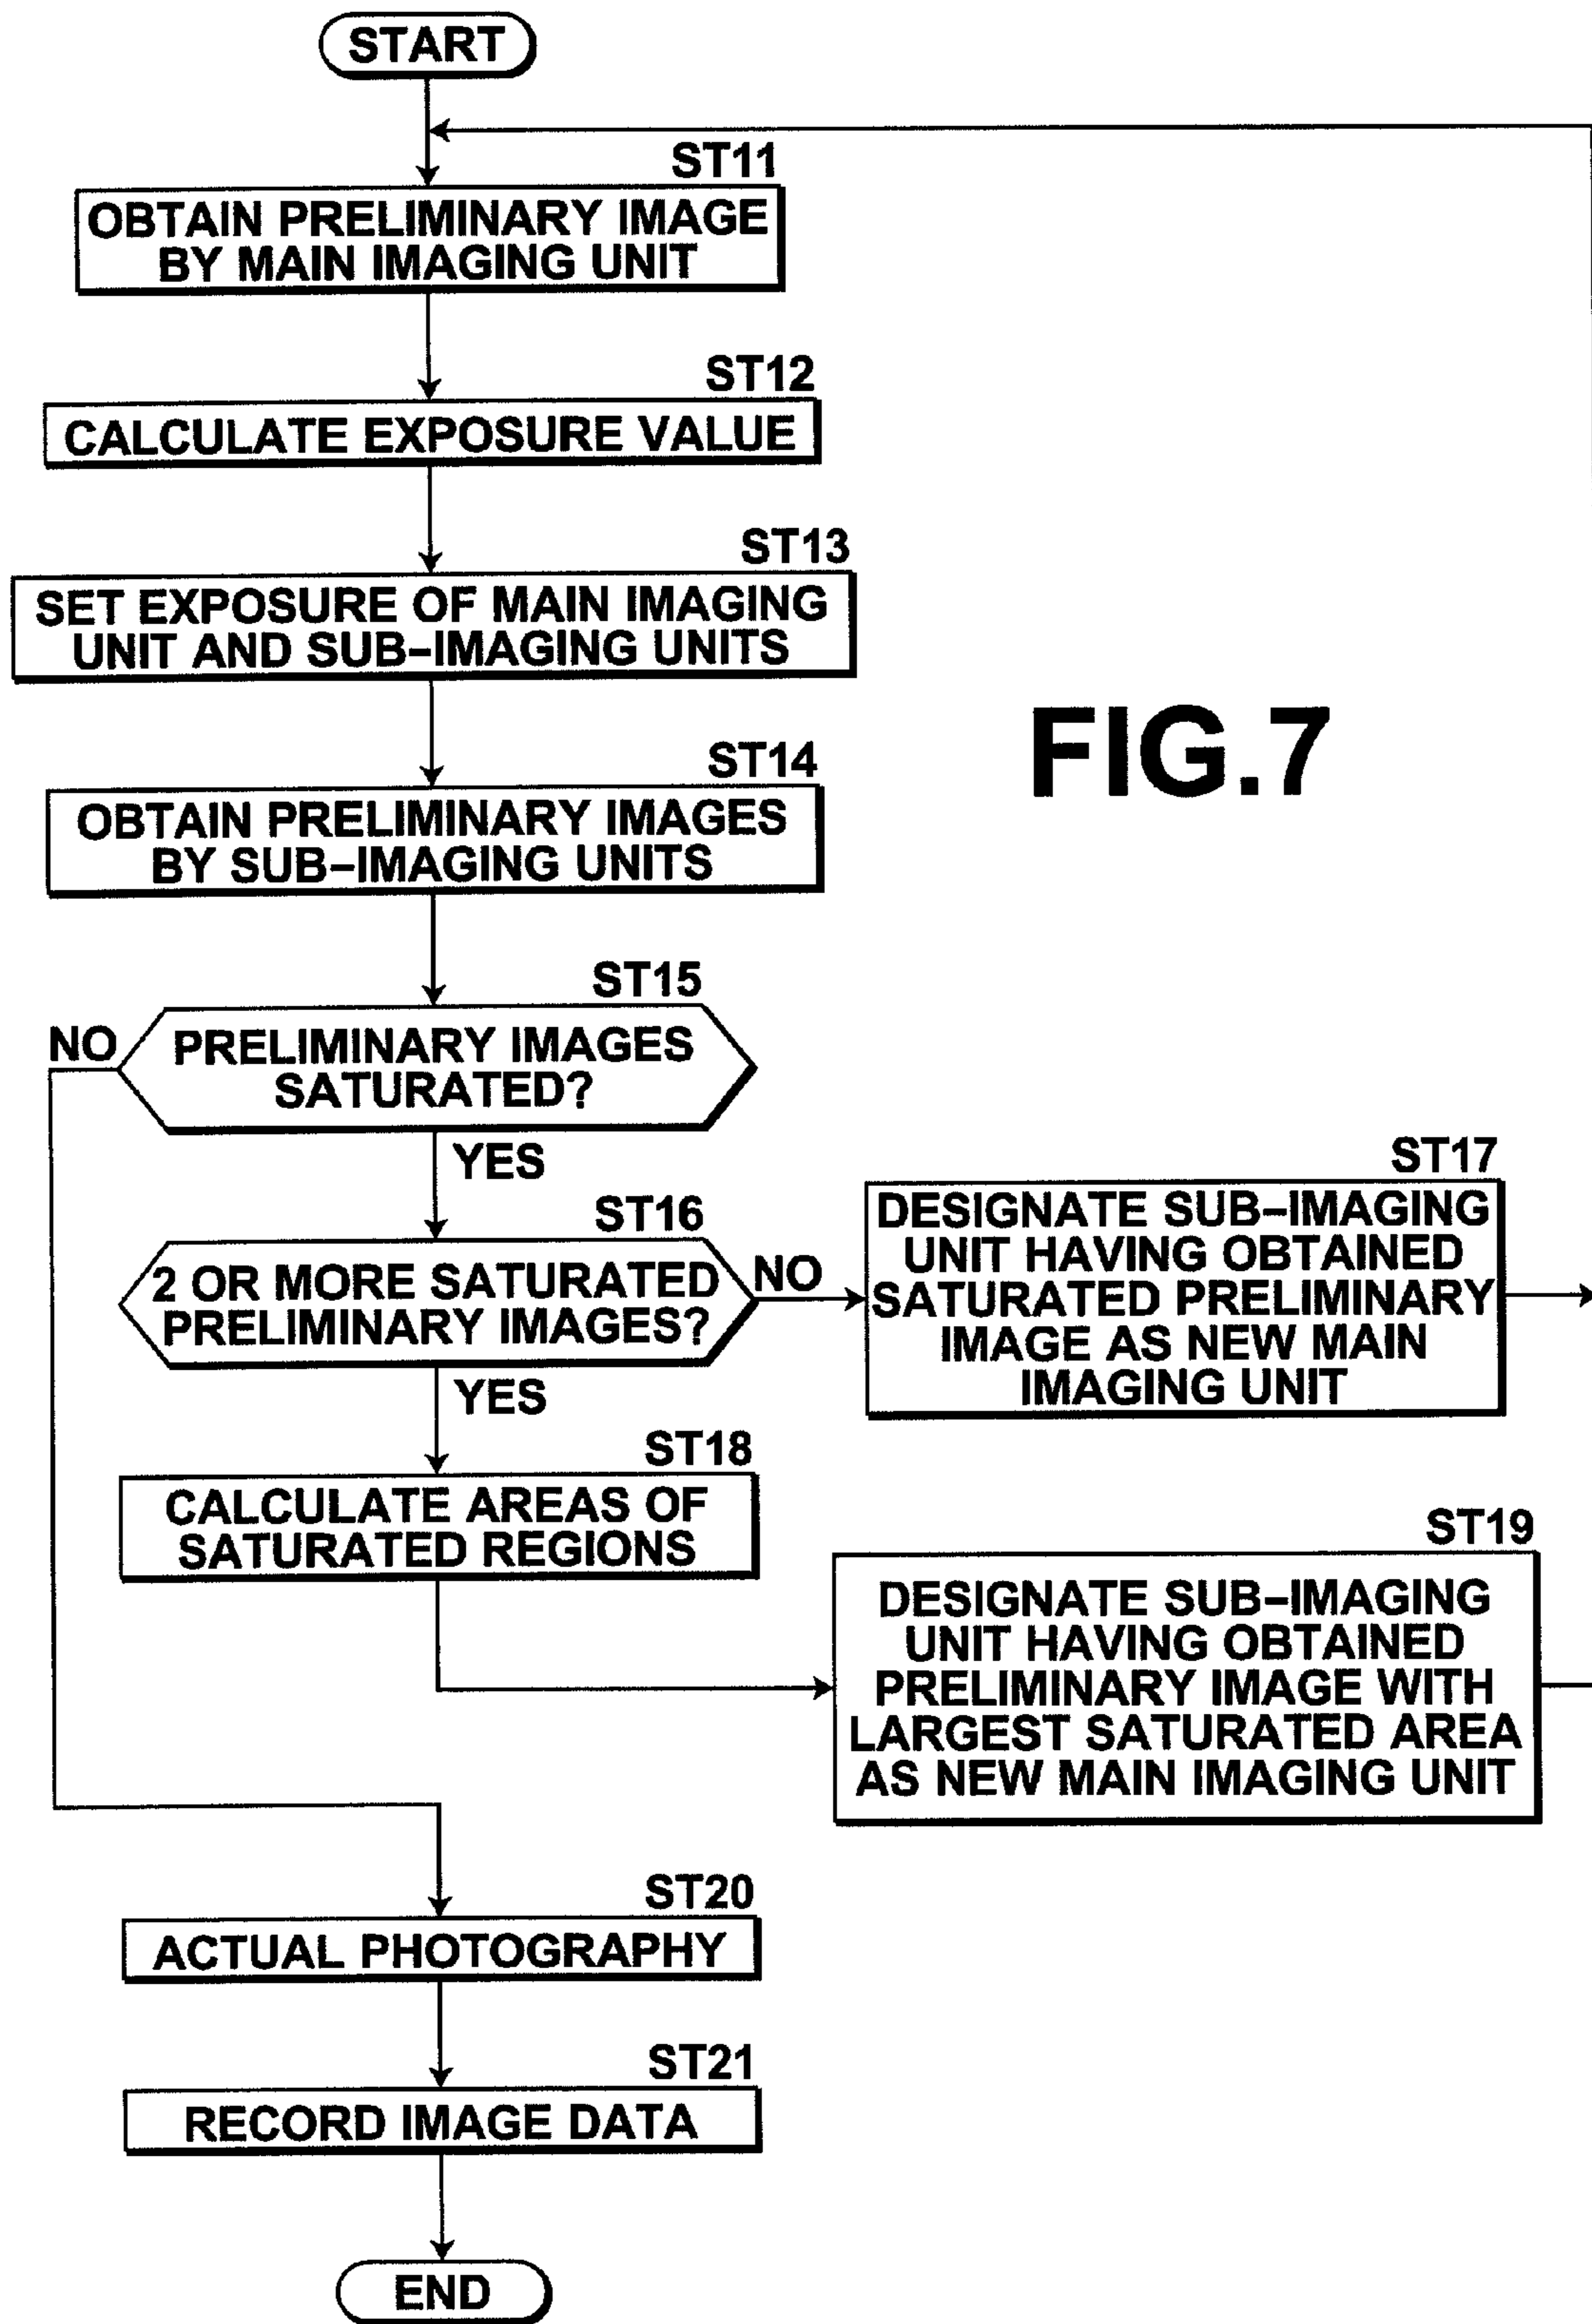 START
ST11
OBTAIN PRELIMINARY IMAGE
BY MAIN IMAGING UNIT
ST12
CALCULATE EXPOSURE VALUE
ST13
SET EXPOSURE OF MAIN IMAGING
UNIT AND SUB-IMAGING UNITS
FIG.7
ST14
OBTAIN PRELIMINARY IMAGES
BY SUB-IMAGING UNITS
ST15
NO
PRELIMINARY IMAGES
SATURATED?
YES
ST16
2 OR MORE SATURATED
PRELIMINARY IMAGES?
NO
ST17
DESIGNATE SUB-IMAGING
UNIT HAVING OBTAINED
SATURATED PRELIMINARY
IMAGE AS NEW MAIN
IMAGING UNIT
YES
ST18
CALCULATE AREAS OF
SATURATED REGIONS
ST19
DESIGNATE SUB-IMAGING
UNIT HAVING OBTAINED
PRELIMINARY IMAGE WITH
LARGEST SATURATED AREA
AS NEW MAIN IMAGING UNIT
ST20
ACTUAL PHOTOGRAPHY
ST21
RECORD IMAGE DATA
END